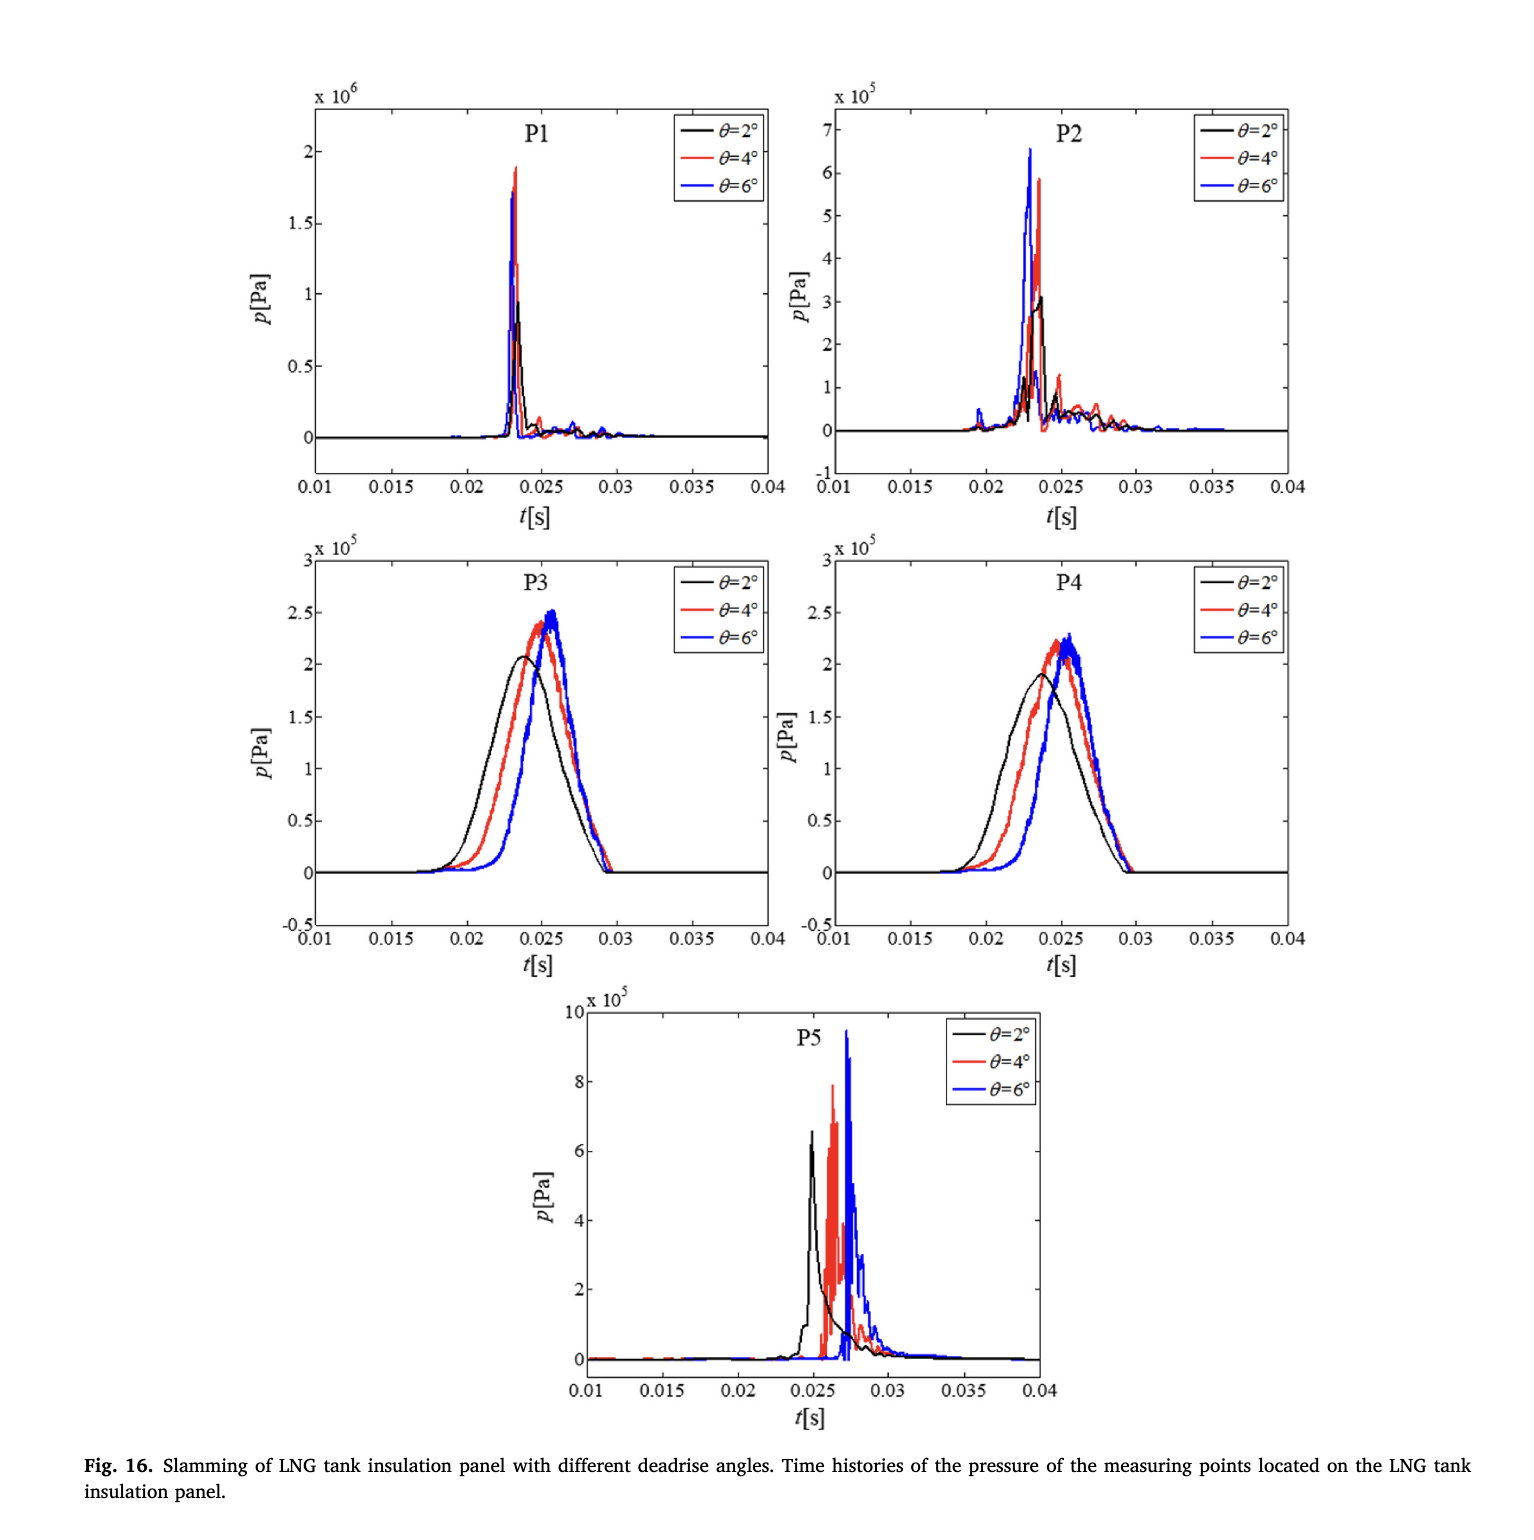 x 10^6
P1
θ=2°
θ=4°
θ=6°
2
1.5
1
0.5
0
p[Pa]
0.01 0.015 0.02 0.025 0.03 0.035 0.04
t[s]
x 10^5
P2
θ=2°
θ=4°
θ=6°
7
6
5
4
3
2
1
0
-1
p[Pa]
0.01 0.015 0.02 0.025 0.03 0.035 0.04
t[s]
x 10^5
P3
θ=2°
θ=4°
θ=6°
3
2.5
2
1.5
1
0.5
0
-0.5
p[Pa]
0.01 0.015 0.02 0.025 0.03 0.035 0.04
t[s]
x 10^5
P4
θ=2°
θ=4°
θ=6°
3
2.5
2
1.5
1
0.5
0
-0.5
p[Pa]
0.01 0.015 0.02 0.025 0.03 0.035 0.04
t[s]
x 10^5
P5
θ=2°
θ=4°
θ=6°
10
8
6
4
2
0
p[Pa]
0.01 0.015 0.02 0.025 0.03 0.035 0.04
t[s]
Fig. 16. Slamming of LNG tank insulation panel with different deadrise angles. Time histories of the pressure of the measuring points located on the LNG tank
insulation panel.